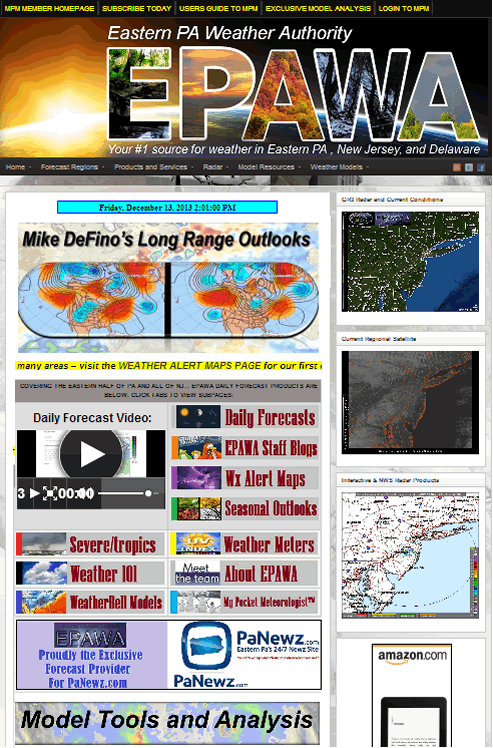 MPM MEMBER HOMEPAGE SUBSCRIBE TODAY USERS GUIDE TO MPM EXCLUSIVE MODEL ANALYSIS LOGIN TO MPM
Eastern PA Weather Authority
EPAWA
Your #1 source for weather in Eastern PA , New Jersey, and Delaware
Home Forecast Regions Products and Services Radar Model Resources Weather Models
Friday, December 13, 2013 2:01:00 PM
Mike DeFino's Long Range Outlooks
many areas – visit the WEATHER ALERT MAPS PAGE for our first
COVERING THE EASTERN HALF OF PA AND ALL OF NJ... EPAWA DAILY FORECAST PRODUCTS ARE
BELOW. CLICK TABS TO VIEW SUBPAGES:
Daily Forecast Video:
00:00
Daily Forecasts
EPAWA Staff Blogs
Wx Alert Maps
Seasonal Outlooks
Severe/tropics
UV INDEX
Weather Meters
Weather 101
Meet the team
About EPAWA
WeatherBell Models
My Pocket Meteorologist™
EPAWA
Proudly the Exclusive
Forecast Provider
For PaNewz.com
PaNewz.com
Eastern Pa's 24/7 News Site
PaNewz.com
Model Tools and Analysis
Radar and Current Conditions
Current Regional Satellite
Interactive & NWS Radar Products
amazon.com